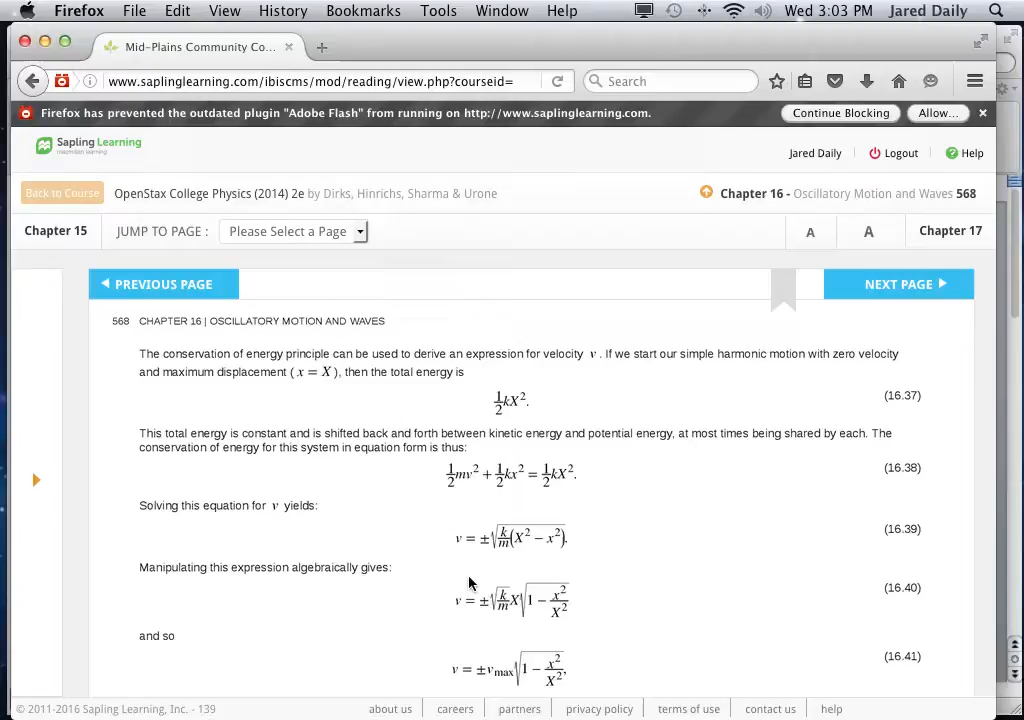 Firefox File Edit View History Bookmarks Tools Window Help Wed 3:03 PM Jared Daily
Mid-Plains Community Co...
www.saplinglearning.com/ibiscms/mod/reading/view.php?courseid= Search
Firefox has prevented the outdated plugin "Adobe Flash" from running on http://www.saplinglearning.com. Continue Blocking Allow...
Sapling Learning
macmillan learning
Jared Daily Logout Help
Back to Course OpenStax College Physics (2014) 2e by Dirks, Hinrichs, Sharma & Urone Chapter 16 - Oscillatory Motion and Waves 568
Chapter 15 JUMP TO PAGE : Please Select a Page A A Chapter 17
PREVIOUS PAGE NEXT PAGE
568 CHAPTER 16 | OSCILLATORY MOTION AND WAVES
The conservation of energy principle can be used to derive an expression for velocity v . If we start our simple harmonic motion with zero velocity
and maximum displacement ( x = X ), then the total energy is
1/2 kX². (16.37)
This total energy is constant and is shifted back and forth between kinetic energy and potential energy, at most times being shared by each. The
conservation of energy for this system in equation form is thus:
1/2 mv² + 1/2 kx² = 1/2 kX². (16.38)
Solving this equation for v yields:
v = ±√(k/m (X² − x²)). (16.39)
Manipulating this expression algebraically gives:
v = ±√(k/m) X√(1 − x²/X²) (16.40)
and so
v = ±vmax√(1 − x²/X²), (16.41)
© 2011-2016 Sapling Learning, Inc. - 139 about us careers partners privacy policy terms of use contact us help